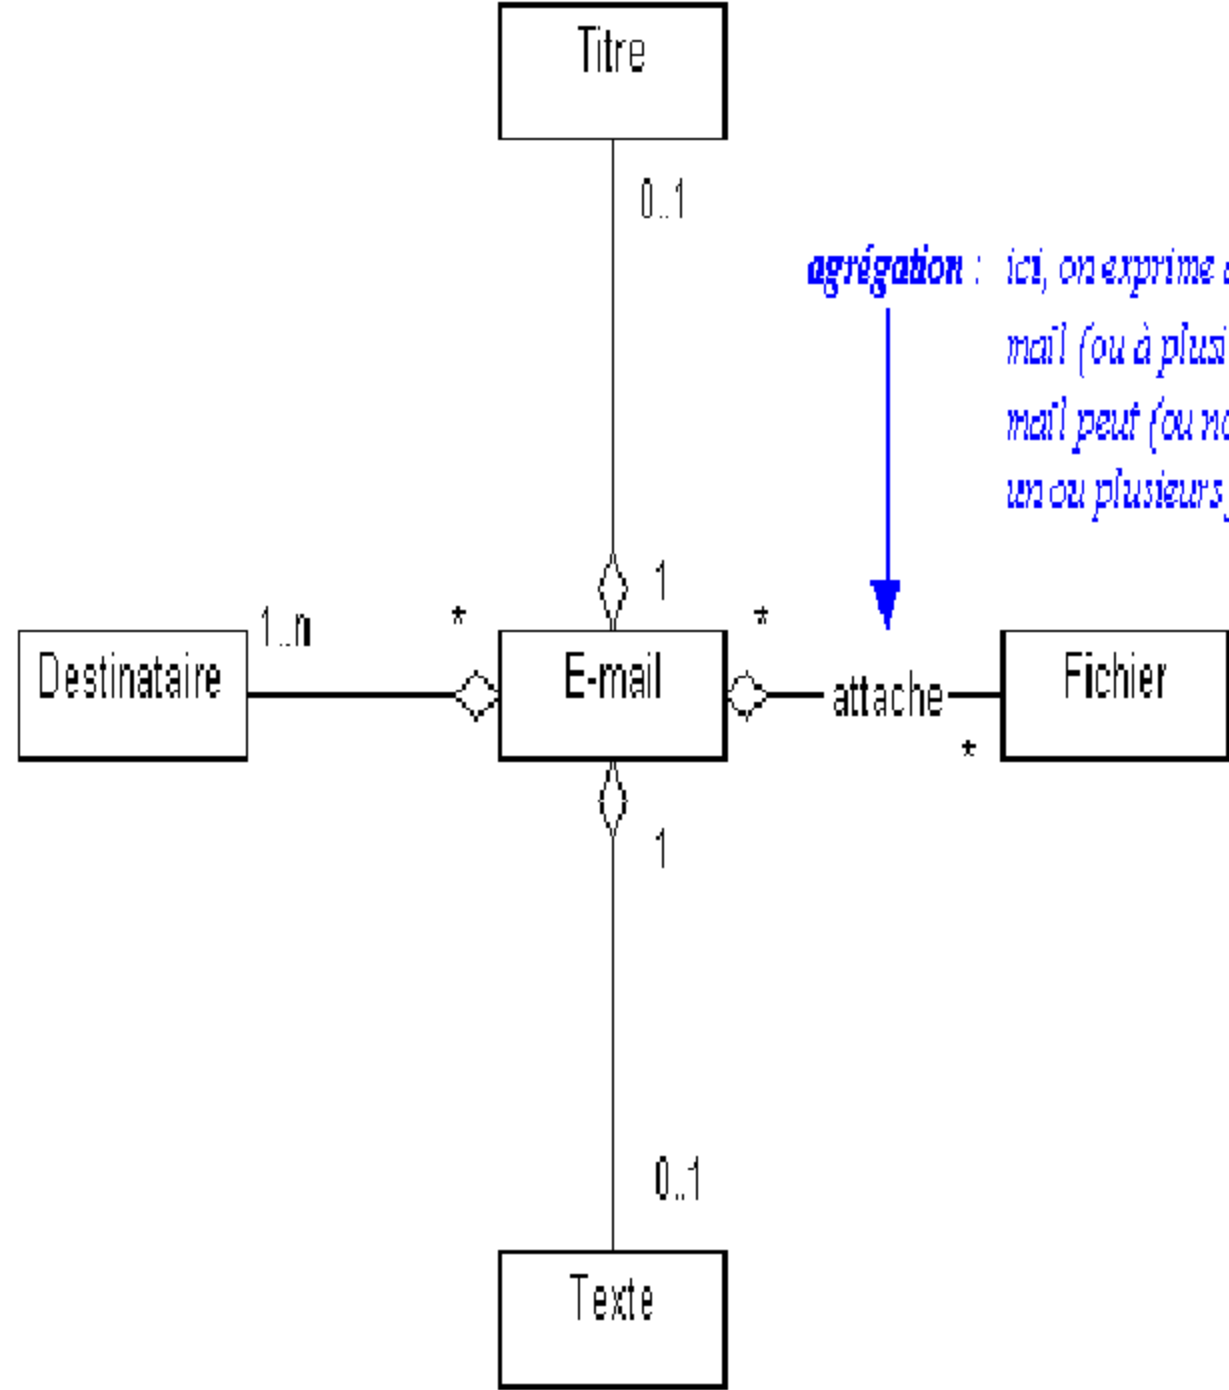 Titre
0..1
agrégation : ici, on exprime
mail (ou à plusi
mail peut (ou no
un ou plusieurs
1
1..n
*
*
Destinataire
E-mail
attache
Fichier
*
1
0..1
Texte